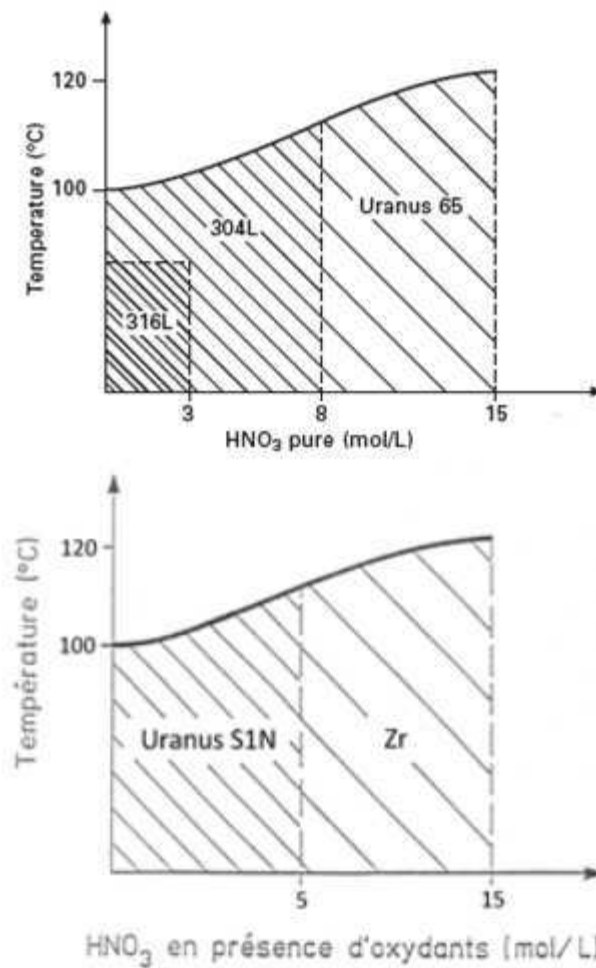 Temperature (°C)
120
100
Uranus 65
304L
316L
3
8
15
HNO₃ pure (mol/L)
Température (°C)
120
100
Uranus S1N
Zr
5
15
HNO₃ en présence d'oxydants (mol/L)